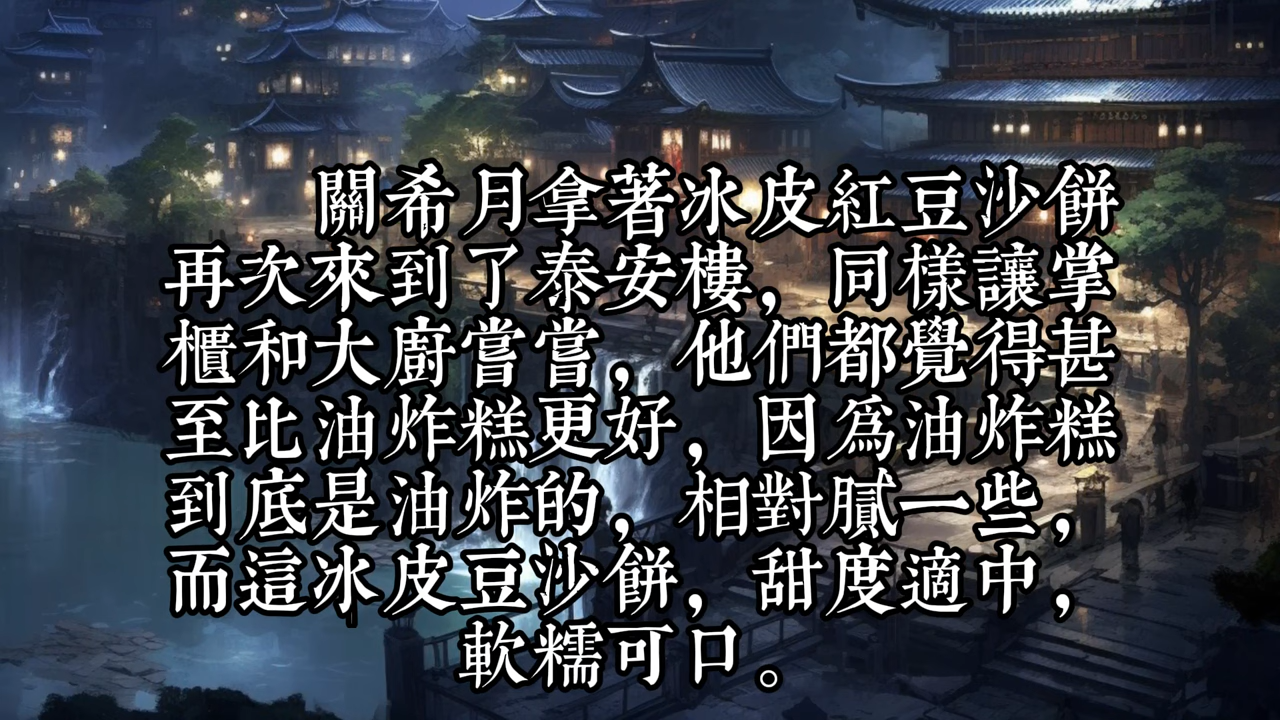 關希月拿著冰皮紅豆沙餅
再次來到了泰安樓，同樣讓掌
櫃和大廚嘗嘗，他們都覺得甚
至比油炸糕更好，因爲油炸糕
到底是油炸的，相對膩一些，
而這冰皮豆沙餅，甜度適中，
軟糯可口。